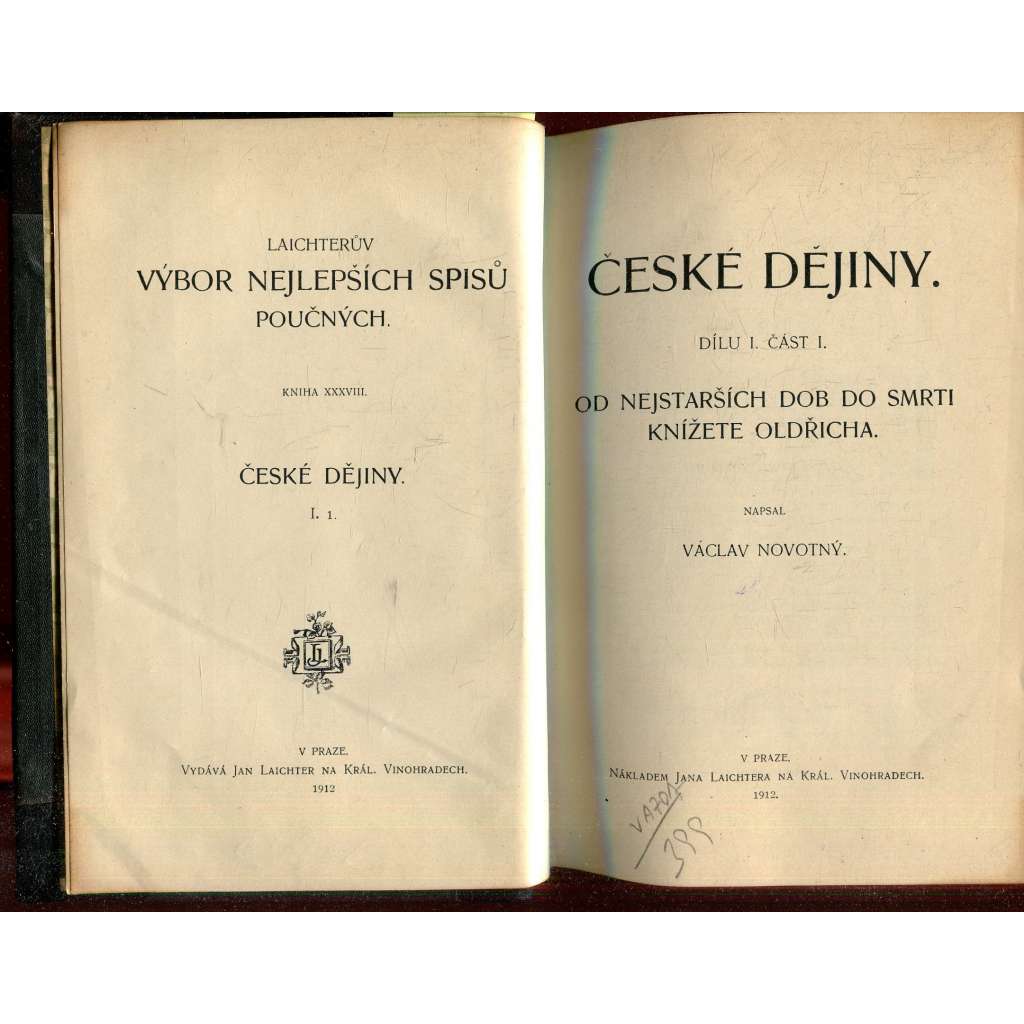 LAICHTERŮV
VÝBOR NEJLEPŠÍCH SPISŮ
POUČNÝCH.
KNIHA XXXVIII.
ČESKÉ DĚJINY.
I. 1.
V PRAZE.
VYDÁVÁ JAN LAICHTER NA KRÁL. VINOHRADECH.
1912
ČESKÉ DĚJINY.
DÍLU I. ČÁST I.
OD NEJSTARŠÍCH DOB DO SMRTI
KNÍŽETE OLDŘICHA.
NAPSAL
VÁCLAV NOVOTNÝ.
V PRAZE.
NÁKLADEM JANA LAICHTERA NA KRÁL. VINOHRADECH.
1912.
399